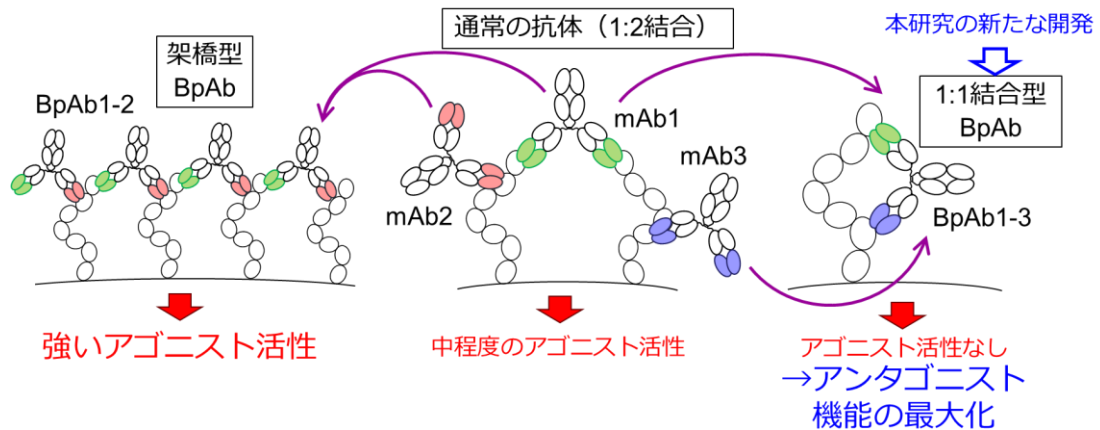 架橋型
BpAb
BpAb1-2
強いアゴニスト活性
通常の抗体（1:2結合）
mAb1
mAb2
mAb3
中程度のアゴニスト活性
本研究の新たな開発
1:1結合型
BpAb
BpAb1-3
アゴニスト活性なし
→アンタゴニスト
機能の最大化